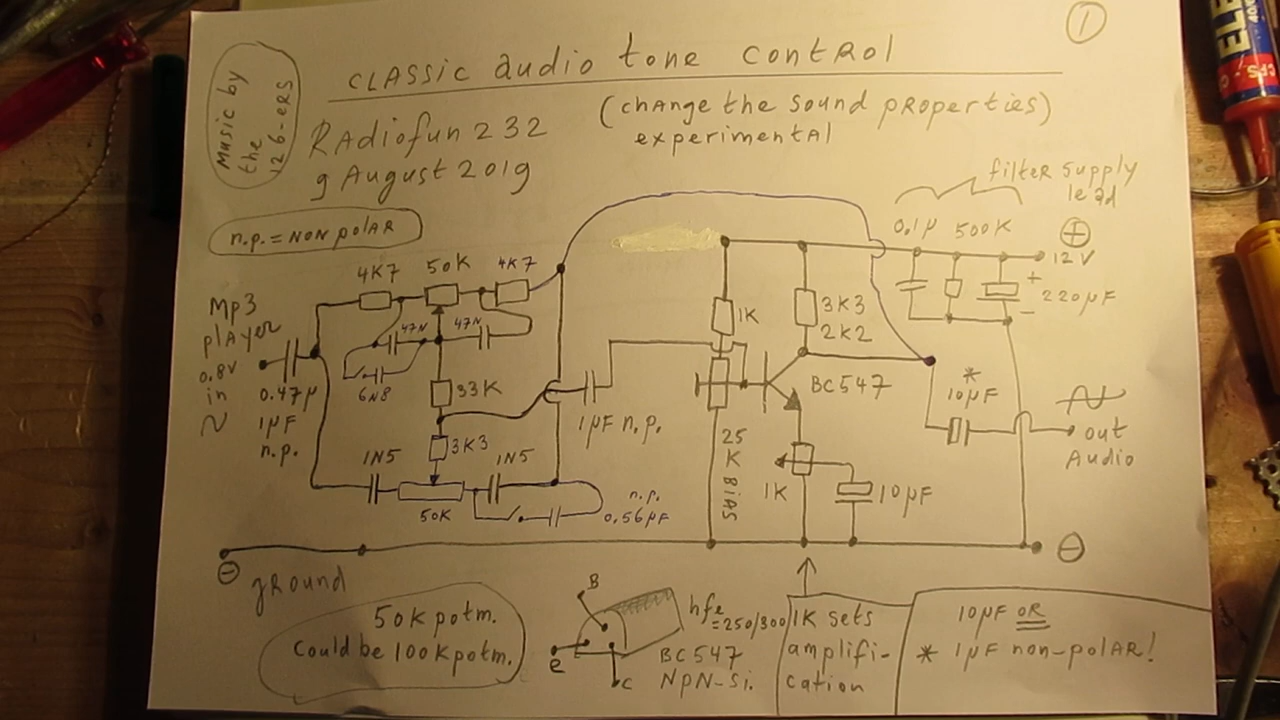 1
CLASSIC audio tone control
Music by
the
126-ERS
RADiofun 232
(change the sound properties)
experimental
9 August 2019
n.p. = NON polAR
filter supply
lead
0.1µ 500K
+
12V
4K7 50K 4K7
Mp3
plAyer
0.8V
in
~
47N 47N
6N8
0.47µ
1µF
n.p.
33K
3K3
1µF n.p.
1N5 1N5
50K
n.p.
0.56µF
1K
3K3
2K2
BC547
25
K
BiAS
1K
10µF
+
220µF
-
*
10µF
out
Audio
⊖
ground
⊖
50K potm.
Could be 100K potm.
B
e
C
hfe
=250/300
BC547
NPN-Si.
1K sets
amplifi-
cation
10µF OR
* 1µF non-polAR!
ELE